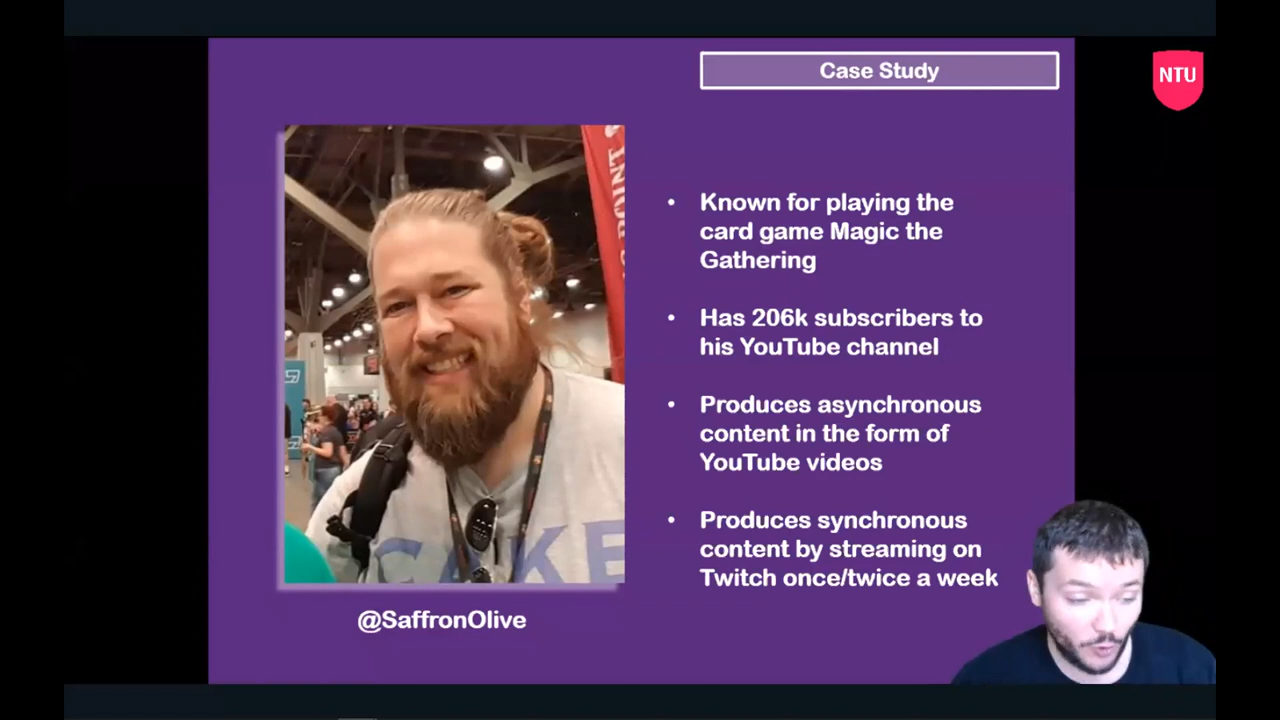 Case Study
NTU
POINT
• Known for playing the
card game Magic the
Gathering
• Has 206k subscribers to
his YouTube channel
• Produces asynchronous
content in the form of
YouTube videos
• Produces synchronous
content by streaming on
Twitch once/twice a week
CAKE
@SaffronOlive